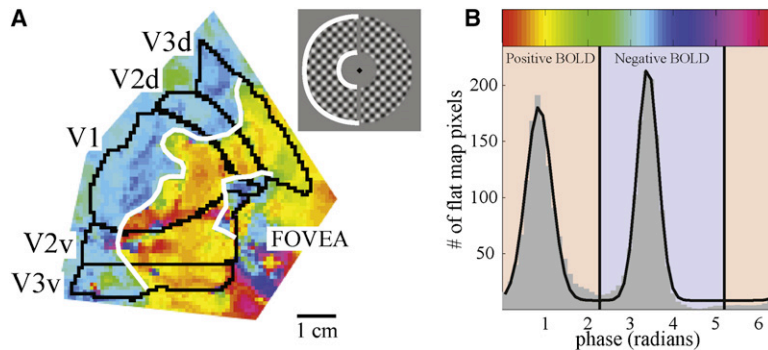 A
V3d
V2d
V1
V2v
V3v
FOVEA
1 cm
B
Positive BOLD
Negative BOLD
# of flat map pixels
200
150
100
50
1 2 3 4 5 6
phase (radians)